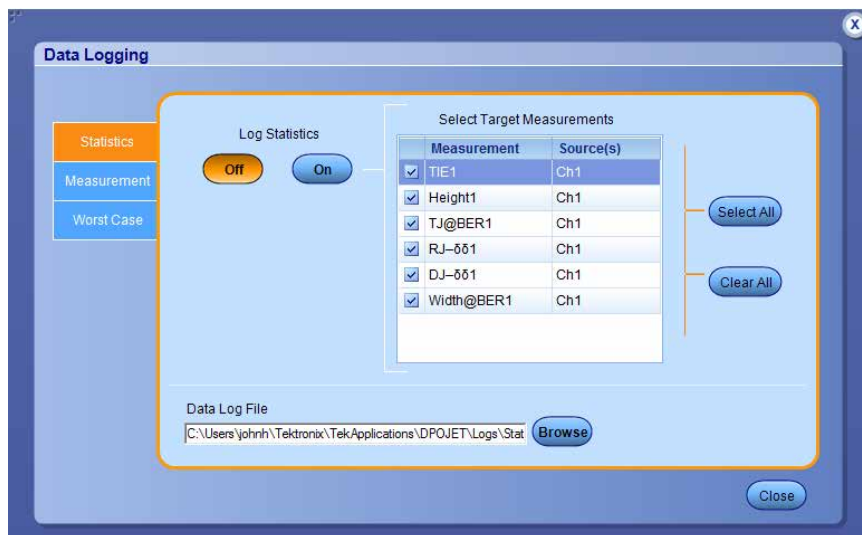 X
Data Logging
Statistics
Measurement
Worst Case
Log Statistics
Off
On
Select Target Measurements
Measurement Source(s)
TIE1 Ch1
Height1 Ch1
TJ@BER1 Ch1
RJ–δδ1 Ch1
DJ–δδ1 Ch1
Width@BER1 Ch1
Select All
Clear All
Data Log File
C:\Users\johnh\Tektronix\TekApplications\DPOJET\Logs\Stat
Browse
Close